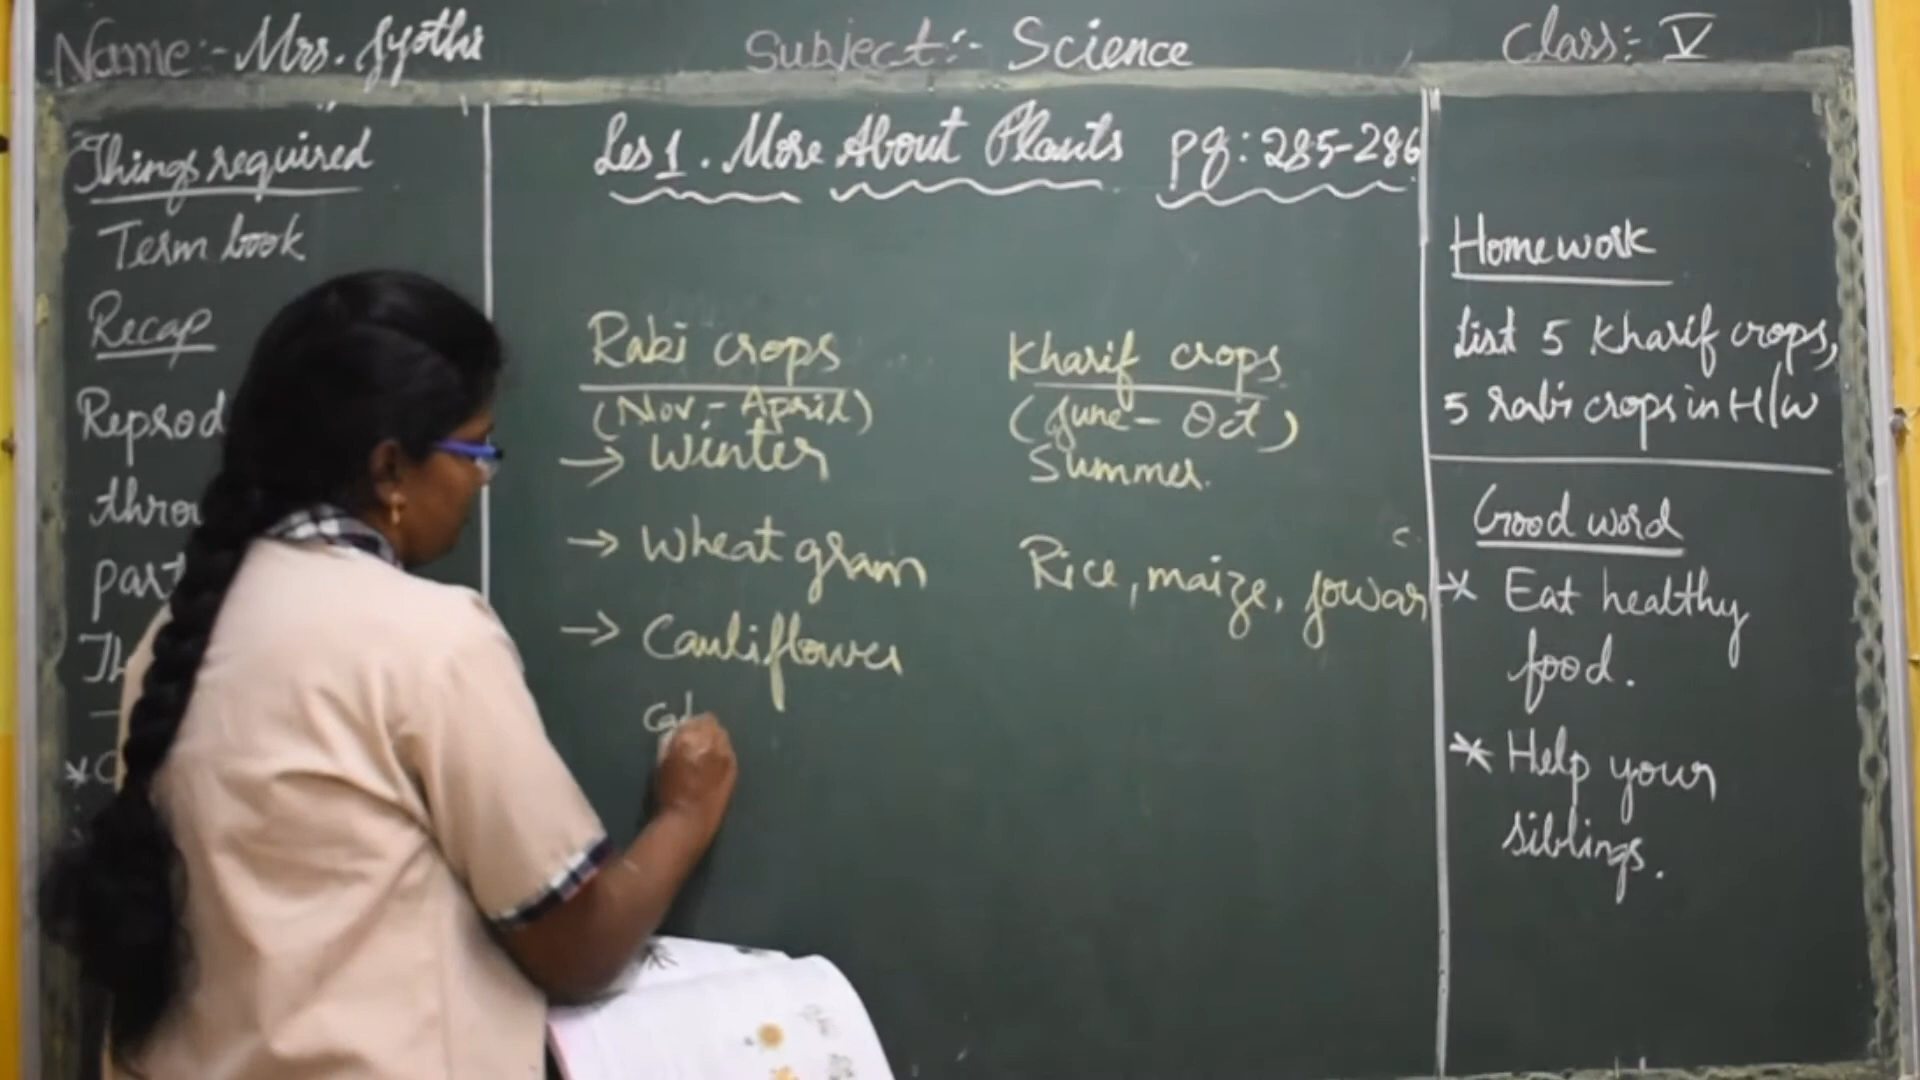 Name:- Mrs. Jyothi
Subject:- Science
Class:- V
Things required
Term book
Recap
Les 1. More About Plants pg: 285-286
Rabi crops
(Nov - April)
→ Winter
→ Wheat gram
→ Cauliflower
Kharif crops
(June - Oct)
Summer.
Rice, maize, jowar
Homework
List 5 Kharif crops,
5 rabi crops in H/W
Good word
* Eat healthy
food.
* Help your
siblings.